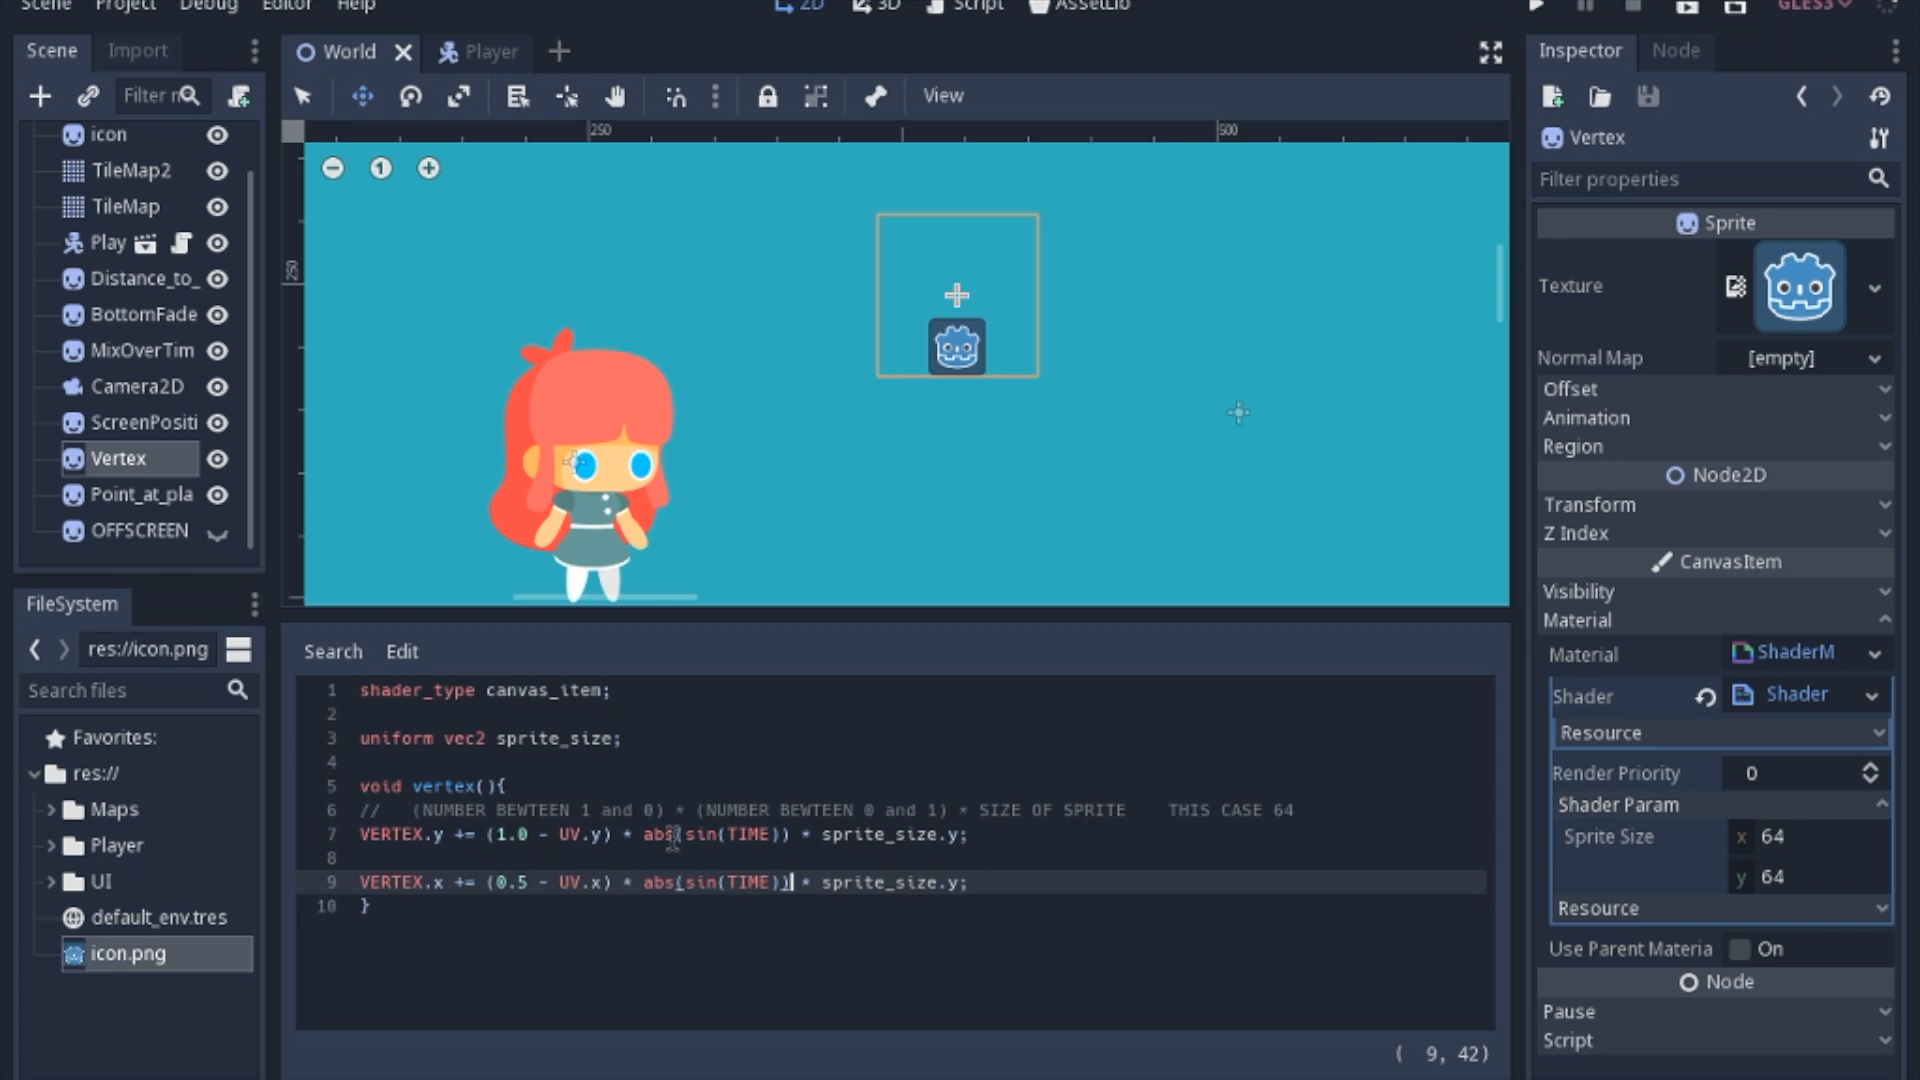 Scene Project Debug Editor Help
2D 3D Script AssetLib
GLES3
Scene Import
World Player
Inspector Node
Filter n
View
icon
TileMap2
TileMap
Play
Distance_to_
BottomFade
MixOverTim
Camera2D
ScreenPositi
Vertex
Point_at_pla
OFFSCREEN
250 500
250
1
FileSystem
res://icon.png
Search files
Favorites:
res://
Maps
Player
UI
default_env.tres
icon.png
Search Edit
1 shader_type canvas_item;
2
3 uniform vec2 sprite_size;
4
5 void vertex(){
6 // (NUMBER BEWTEEN 1 and 0) * (NUMBER BEWTEEN 0 and 1) * SIZE OF SPRITE THIS CASE 64
7 VERTEX.y += (1.0 - UV.y) * abs(sin(TIME)) * sprite_size.y;
8
9 VERTEX.x += (0.5 - UV.x) * abs(sin(TIME)) * sprite_size.y;
10 }
( 9, 42)
Vertex
Filter properties
Sprite
Texture
Normal Map [empty]
Offset
Animation
Region
Node2D
Transform
Z Index
CanvasItem
Visibility
Material
Material ShaderM
Shader Shader
Resource
Render Priority 0
Shader Param
Sprite Size x 64
y 64
Resource
Use Parent Materia On
Node
Pause
Script